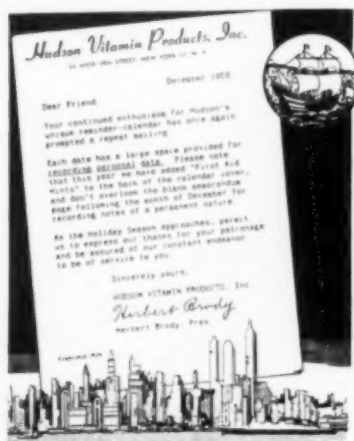 Hudson Vitamin Products, Inc.
WEST STREET, NEW YORK N. Y.
December 1958
Dear Friend
Your continued enthusiasm for Hudson's
unique reminder-calendar has once again
prompted a repeat mailing
Each date has a large space provided for
recording personal data. Please note
that this year we have added "First Aid
Hints" to the back of the calendar cover,
and don't overlook the blank memorandum
page following the month of December for
recording notes of a permanent nature
As the Holiday Season approaches, permit
us to express our thanks for your patronage
and be assured of our constant endeavor
to be of service to you
Sincerely yours,
HUDSON VITAMIN PRODUCTS, Inc
Herbert Brody
Herbert Brody, Pres